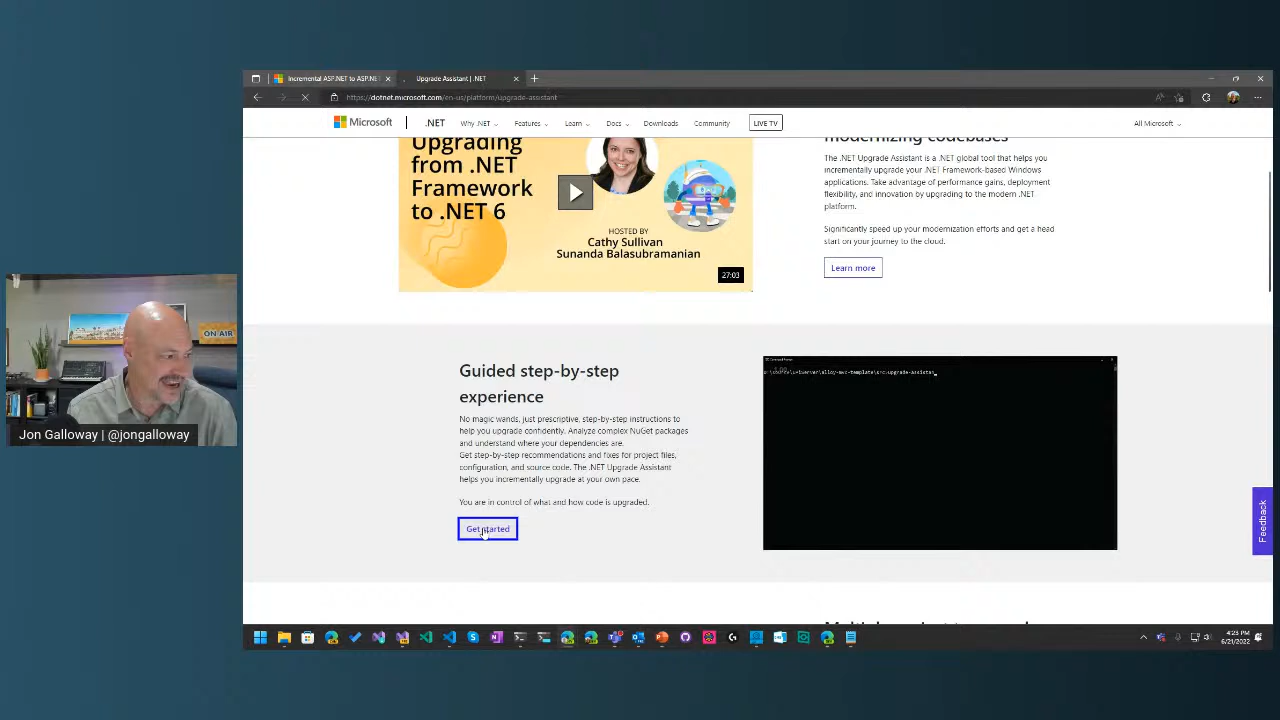 Incremental ASP.NET to ASP.NE
Upgrade Assistant | .NET
https://dotnet.microsoft.com/en-us/platform/upgrade-assistant
Microsoft
.NET
Why .NET
Features
Learn
Docs
Downloads
Community
LIVE TV
All Microsoft
Upgrading
from .NET
Framework
to .NET 6
HOSTED BY
Cathy Sullivan
Sunanda Balasubramanian
27:03
modernizing codebases
The .NET Upgrade Assistant is a .NET global tool that helps you
incrementally upgrade your .NET Framework-based Windows
applications. Take advantage of performance gains, deployment
flexibility, and innovation by upgrading to the modern .NET
platform.
Significantly speed up your modernization efforts and get a head
start on your journey to the cloud.
Learn more
ON AIR
Jon Galloway | @jongalloway
Guided step-by-step
experience
No magic wands, just prescriptive, step-by-step instructions to
help you upgrade confidently. Analyze complex NuGet packages
and understand where your dependencies are.
Get step-by-step recommendations and fixes for project files,
configuration, and source code. The .NET Upgrade Assistant
helps you incrementally upgrade at your own pace.
You are in control of what and how code is upgraded.
Get started
Feedback
4:23 PM
6/21/2022